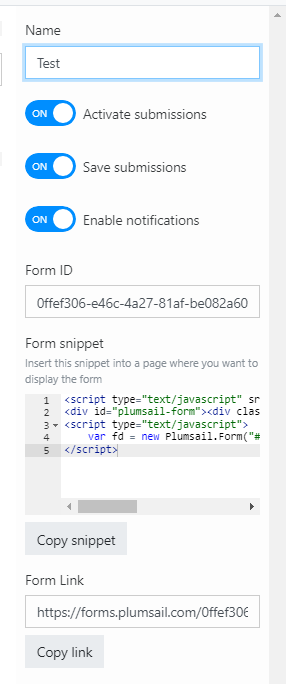 Name
Test
ON Activate submissions
ON Save submissions
ON Enable notifications
Form ID
0ffef306-e46c-4a27-81af-be082a60
Form snippet
Insert this snippet into a page where you want to
display the form
1 <script type="text/javascript" sr
2 <div id="plumsail-form"><div clas
3 <script type="text/javascript">
4 var fd = new Plumsail.Form("#
5 </script>
Copy snippet
Form Link
https://forms.plumsail.com/0ffef306
Copy link